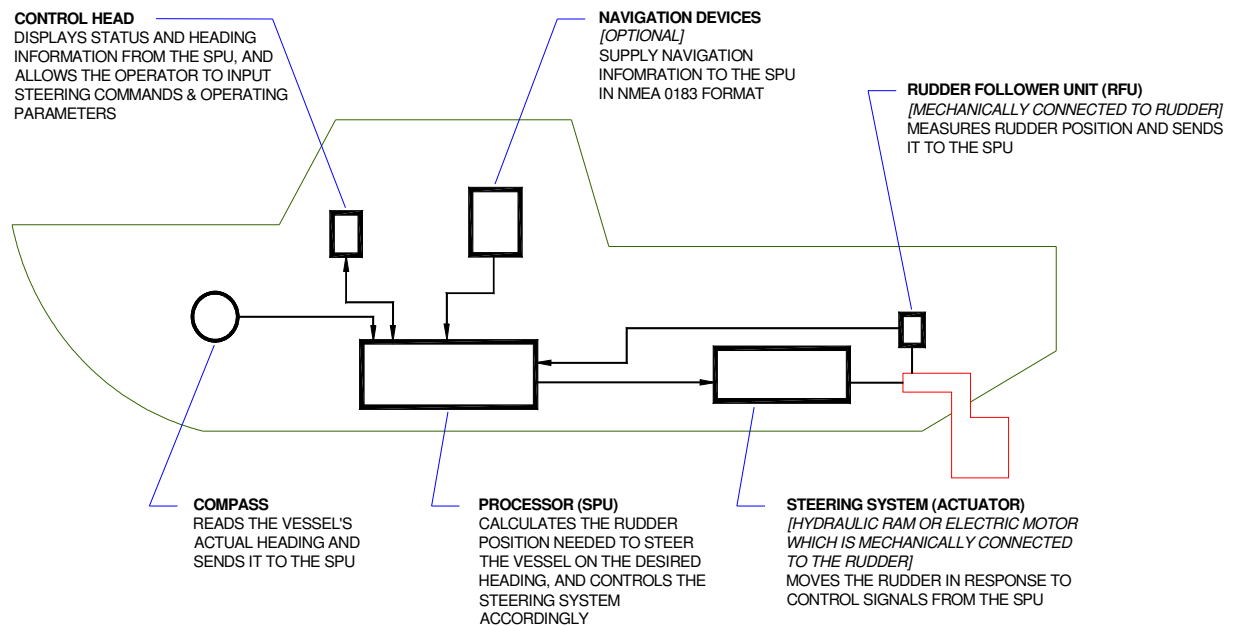 CONTROL HEAD
DISPLAYS STATUS AND HEADING
INFORMATION FROM THE SPU, AND
ALLOWS THE OPERATOR TO INPUT
STEERING COMMANDS & OPERATING
PARAMETERS
NAVIGATION DEVICES
[OPTIONAL]
SUPPLY NAVIGATION
INFOMRATION TO THE SPU
IN NMEA 0183 FORMAT
RUDDER FOLLOWER UNIT (RFU)
[MECHANICALLY CONNECTED TO RUDDER]
MEASURES RUDDER POSITION AND SENDS
IT TO THE SPU
COMPASS
READS THE VESSEL'S
ACTUAL HEADING AND
SENDS IT TO THE SPU
PROCESSOR (SPU)
CALCULATES THE RUDDER
POSITION NEEDED TO STEER
THE VESSEL ON THE DESIRED
HEADING, AND CONTROLS THE
STEERING SYSTEM
ACCORDINGLY
STEERING SYSTEM (ACTUATOR)
[HYDRAULIC RAM OR ELECTRIC MOTOR
WHICH IS MECHANICALLY CONNECTED
TO THE RUDDER]
MOVES THE RUDDER IN RESPONSE TO
CONTROL SIGNALS FROM THE SPU